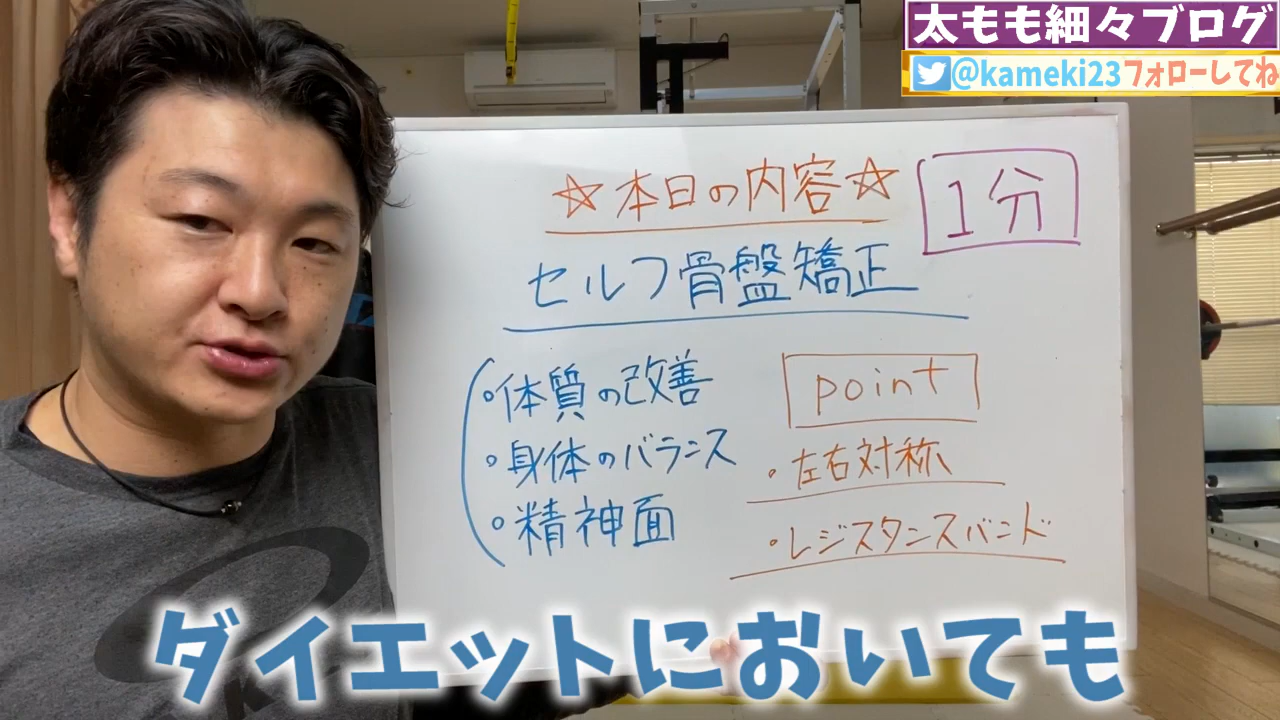 太もも細々ブログ
@kameki23フォローしてね
☆本日の内容☆
1分
セルフ骨盤矯正
・体質の改善
・身体のバランス
・精神面
point
・左右対称
・レジスタンスバンド
ダイエットにおいても